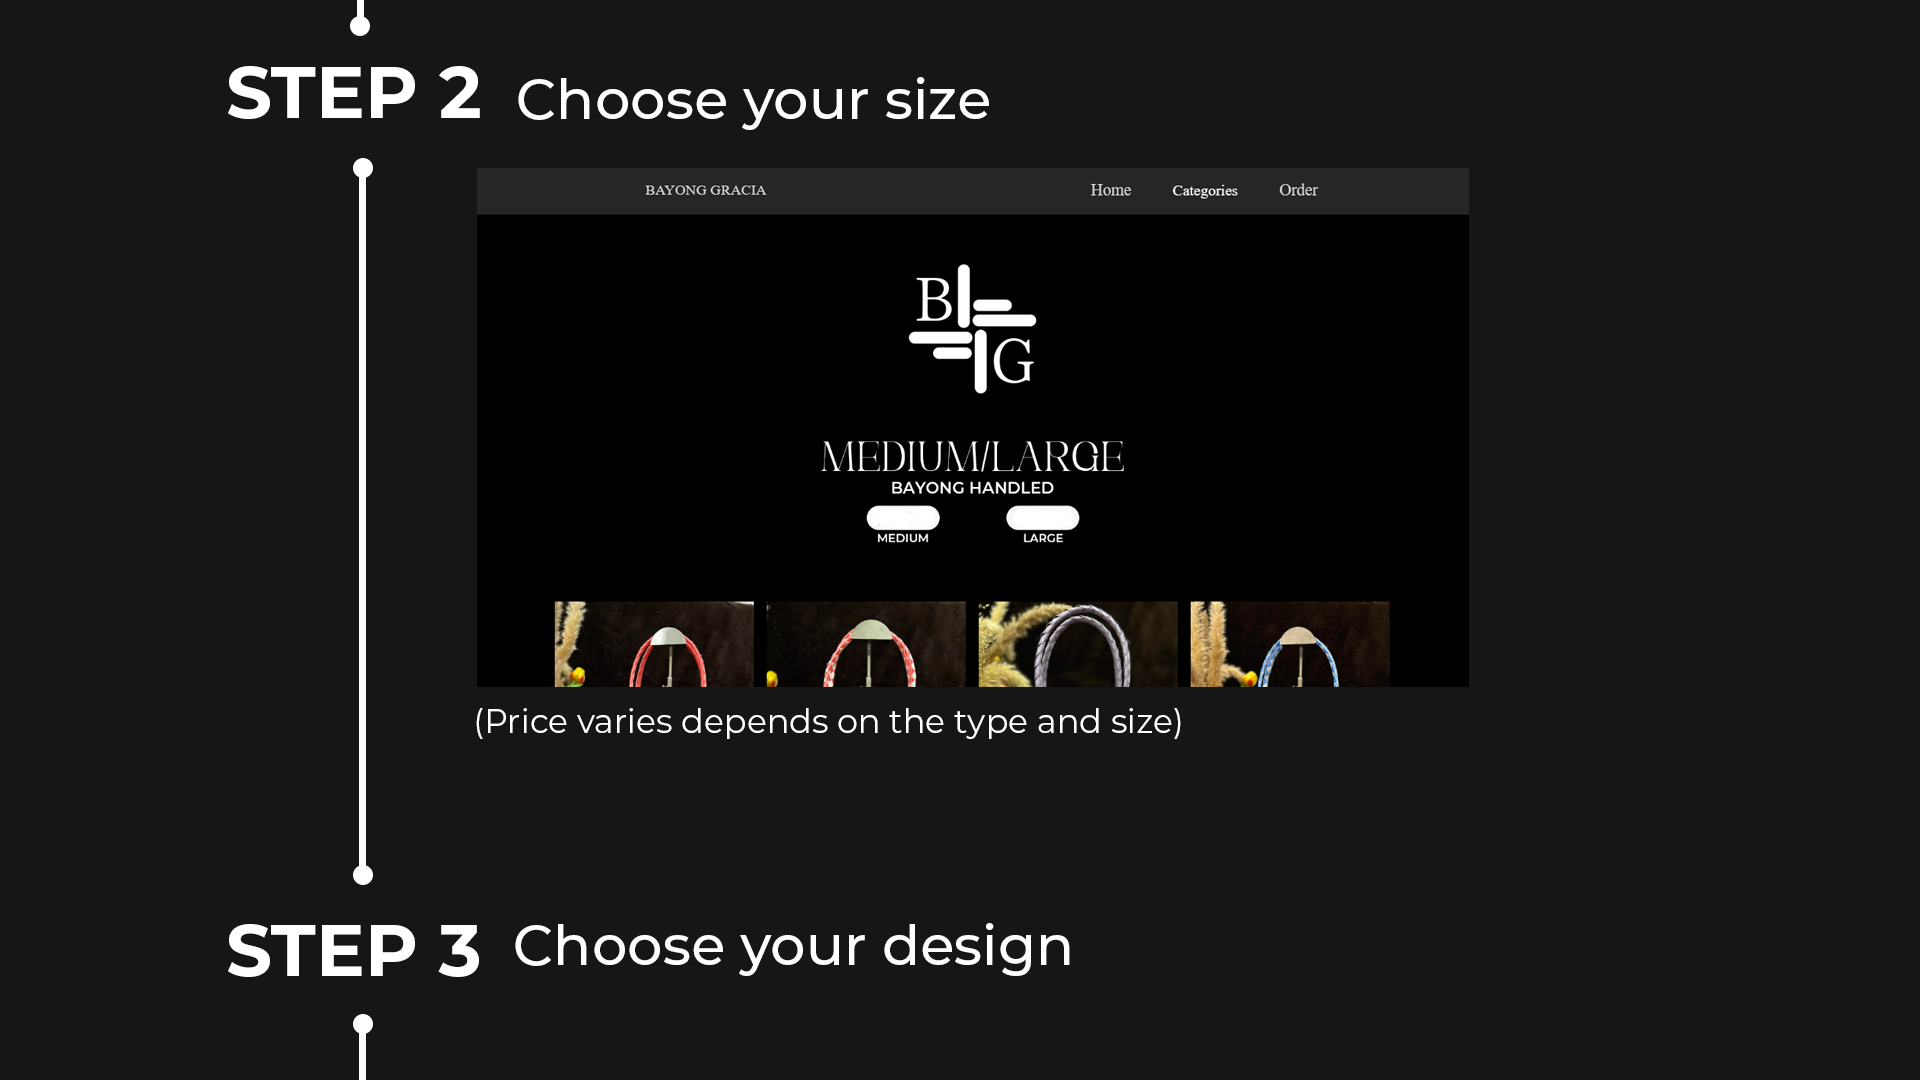 STEP 2 Choose your size
BAYONG GRACIA Home Categories Order
B
G
MEDIUM/LARGE
BAYONG HANDLED
MEDIUM LARGE
(Price varies depends on the type and size)
STEP 3 Choose your design